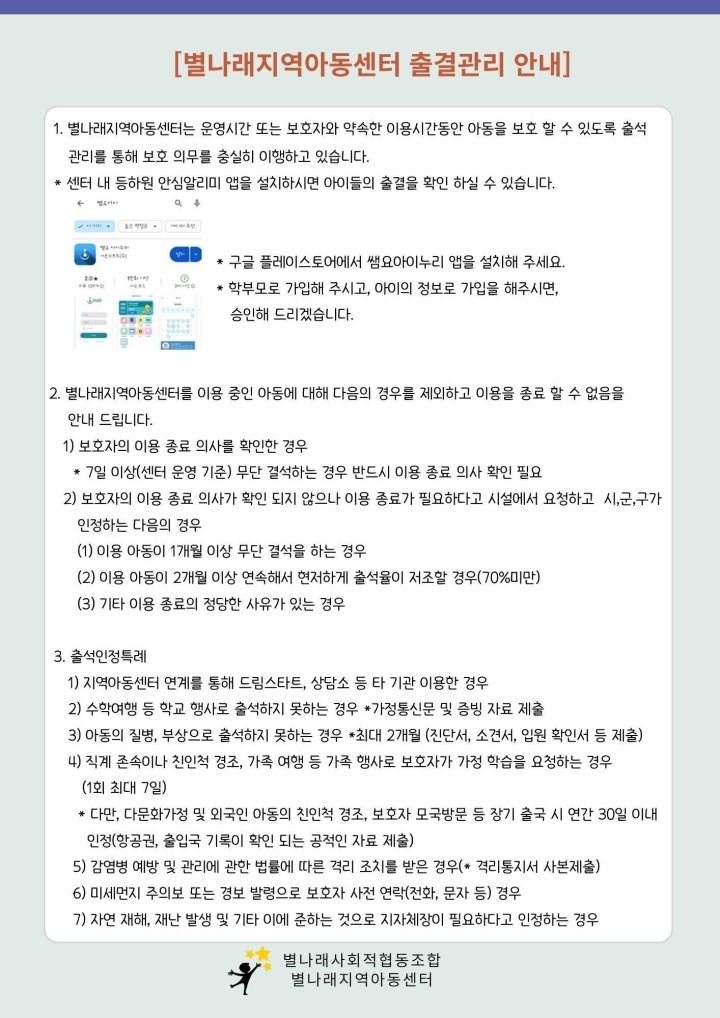 [별나래지역아동센터 출결관리 안내]
1. 별나래지역아동센터는 운영시간 또는 보호자와 약속한 이용시간동안 아동을 보호 할 수 있도록 출석
관리를 통해 보호 의무를 충실히 이행하고 있습니다.
* 센터 내 등하원 안심알리미 앱을 설치하시면 아이들의 출결을 확인 하실 수 있습니다.
2.0★
* 구글 플레이스토어에서 쌤요아이누리 앱을 설치해 주세요.
* 학부모로 가입해 주시고, 아이의 정보로 가입을 해주시면,
승인해 드리겠습니다.
2. 별나래지역아동센터를 이용 중인 아동에 대해 다음의 경우를 제외하고 이용을 종료 할 수 없음을
안내 드립니다.
1) 보호자의 이용 종료 의사를 확인한 경우
* 7일 이상(센터 운영 기준) 무단 결석하는 경우 반드시 이용 종료 의사 확인 필요
2) 보호자의 이용 종료 의사가 확인 되지 않으나 이용 종료가 필요하다고 시설에서 요청하고 시,군,구가
인정하는 다음의 경우
(1) 이용 아동이 1개월 이상 무단 결석을 하는 경우
(2) 이용 아동이 2개월 이상 연속해서 현저하게 출석율이 저조할 경우(70%미만)
(3) 기타 이용 종료의 정당한 사유가 있는 경우
3. 출석인정특례
1) 지역아동센터 연계를 통해 드림스타트, 상담소 등 타 기관 이용한 경우
2) 수학여행 등 학교 행사로 출석하지 못하는 경우 *가정통신문 및 증빙 자료 제출
3) 아동의 질병, 부상으로 출석하지 못하는 경우 *최대 2개월 (진단서, 소견서, 입원 확인서 등 제출)
4) 직계 존속이나 친인척 경조, 가족 여행 등 가족 행사로 보호자가 가정 학습을 요청하는 경우
(1회 최대 7일)
* 다만, 다문화가정 및 외국인 아동의 친인척 경조, 보호자 모국방문 등 장기 출국 시 연간 30일 이내
인정(항공권, 출입국 기록이 확인 되는 공적인 자료 제출)
5) 감염병 예방 및 관리에 관한 법률에 따른 격리 조치를 받은 경우(* 격리통지서 사본제출)
6) 미세먼지 주의보 또는 경보 발령으로 보호자 사전 연락(전화, 문자 등) 경우
7) 자연 재해, 재난 발생 및 기타 이에 준하는 것으로 지자체장이 필요하다고 인정하는 경우
별나래사회적협동조합
별나래지역아동센터